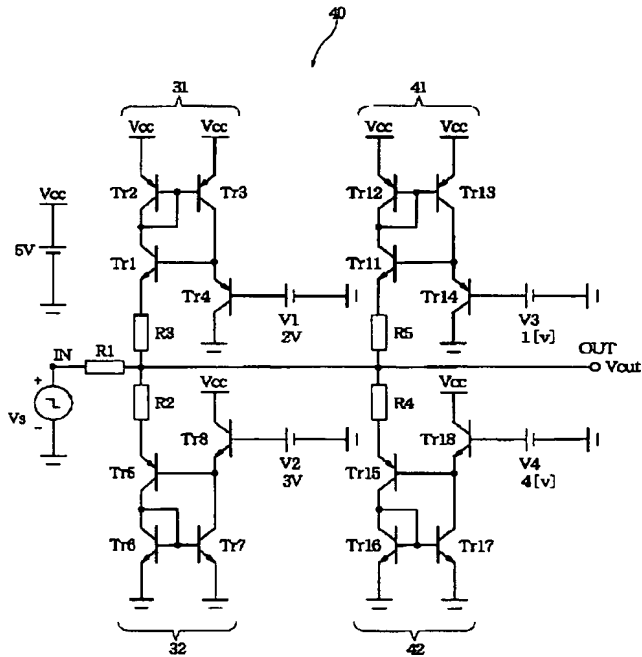 40
31
41
Vcc
Vcc
Vcc
Vcc
Tr2
Tr3
Tr12
Tr13
Vcc
5V
Tr1
Tr11
Tr4
V1
2V
Tr14
V3
1[v]
R3
R5
IN
R1
OUT
Vout
Vs
R2
Vcc
R4
Vcc
Tr8
V2
3V
Tr18
V4
4[v]
Tr5
Tr15
Tr6
Tr7
Tr16
Tr17
32
42